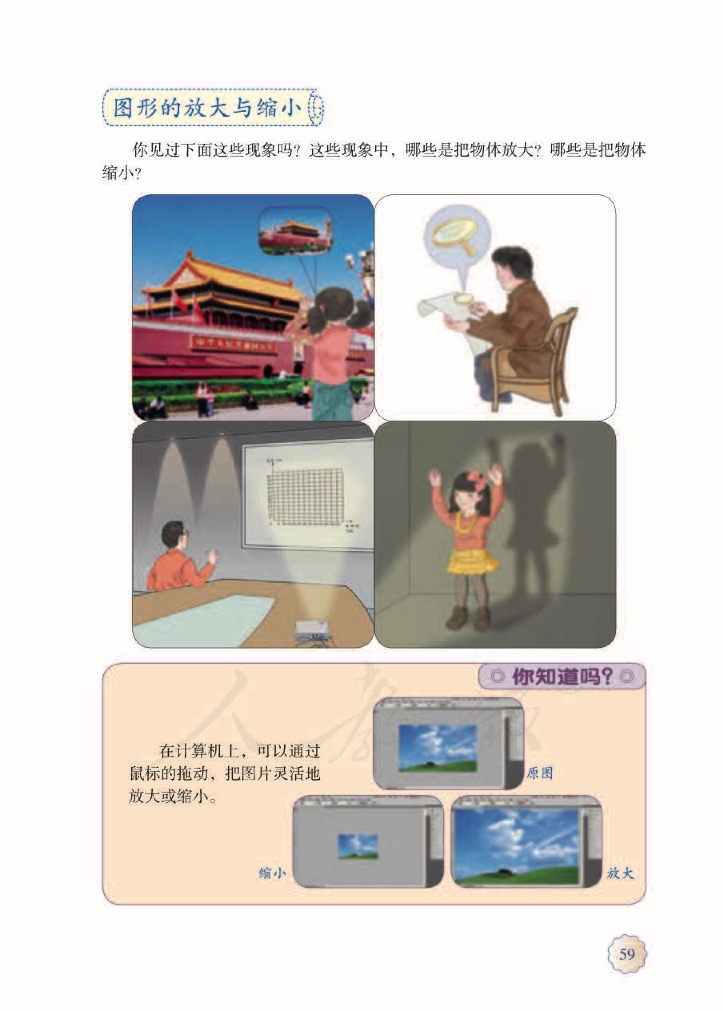 图形的放大与缩小
你见过下面这些现象吗？这些现象中，哪些是把物体放大？哪些是把物体
缩小？
你知道吗？
在计算机上，可以通过
鼠标的拖动，把图片灵活地
放大或缩小。
原图
缩小
放大
59